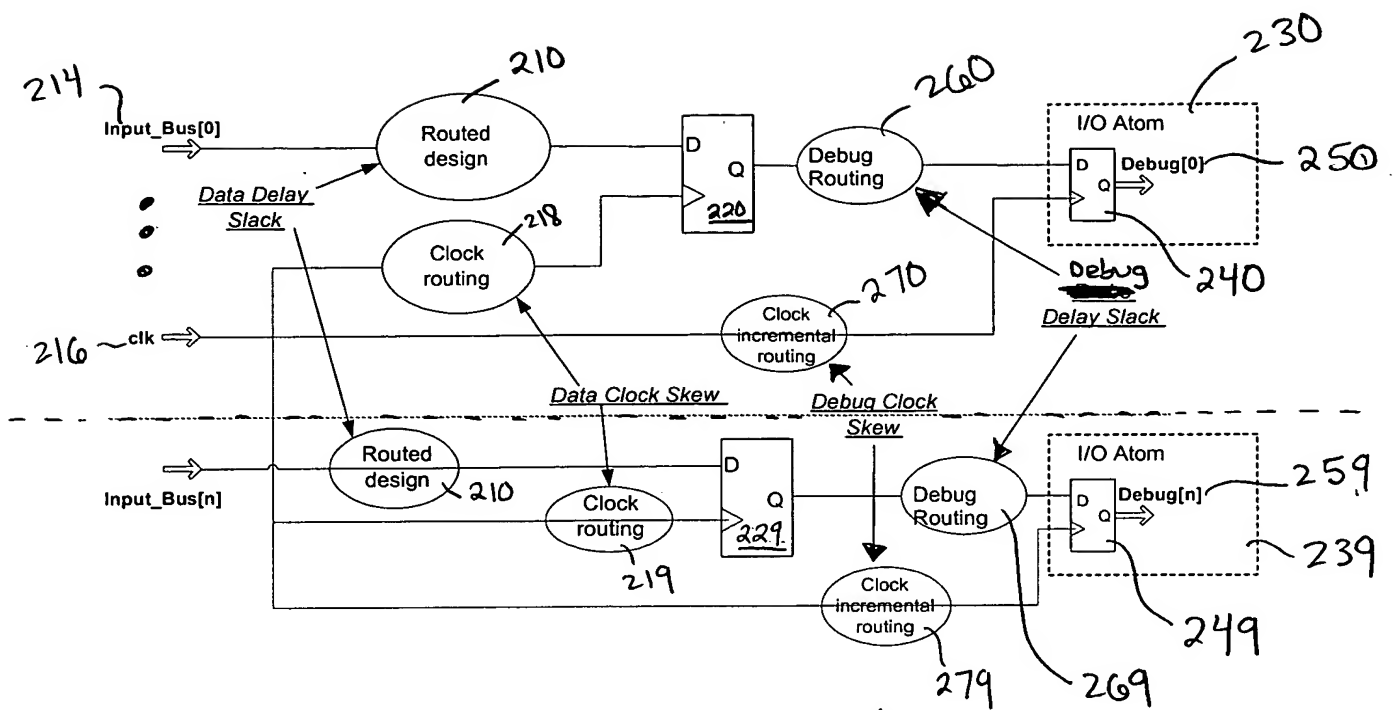 230
210
260
214
Input_Bus[0]
Routed
design
I/O Atom
D
Q
220
Debug
Routing
D
Q
Debug[0]
250
Data Delay
Slack
218
Clock
routing
240
270
Debug
Delay Slack
216
clk
Clock
incremental
routing
Data Clock Skew
Debug Clock
Skew
Routed
design
210
Input_Bus[n]
D
Q
229
I/O Atom
D
Q
Debug[n]
259
Debug
Routing
Clock
routing
219
239
Clock
incremental
routing
249
279
269